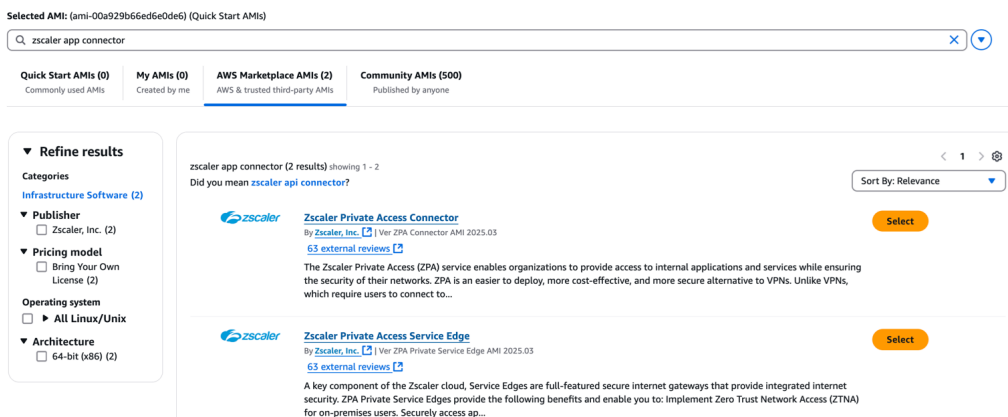 Selected AMI: (ami-00a929b66ed6e0de6) (Quick Start AMIs)
zscaler app connector
Quick Start AMIs (0)
Commonly used AMIs
My AMIs (0)
Created by me
AWS Marketplace AMIs (2)
AWS & trusted third-party AMIs
Community AMIs (500)
Published by anyone
Refine results
Categories
Infrastructure Software (2)
Publisher
Zscaler, Inc. (2)
Pricing model
Bring Your Own
License (2)
Operating system
All Linux/Unix
Architecture
64-bit (x86) (2)
zscaler app connector (2 results) showing 1 - 2
Did you mean zscaler api connector?
1
Sort By: Relevance
zscaler
Zscaler Private Access Connector
By Zscaler, Inc. | Ver ZPA Connector AMI 2025.03
63 external reviews
The Zscaler Private Access (ZPA) service enables organizations to provide access to internal applications and services while ensuring
the security of their networks. ZPA is an easier to deploy, more cost-effective, and more secure alternative to VPNs. Unlike VPNs,
which require users to connect to...
Select
zscaler
Zscaler Private Access Service Edge
By Zscaler, Inc. | Ver ZPA Private Service Edge AMI 2025.03
63 external reviews
A key component of the Zscaler cloud, Service Edges are full-featured secure internet gateways that provide integrated internet
security. ZPA Private Service Edges provide the following benefits and enable you to: Implement Zero Trust Network Access (ZTNA)
for on-premises users. Securely access ap...
Select